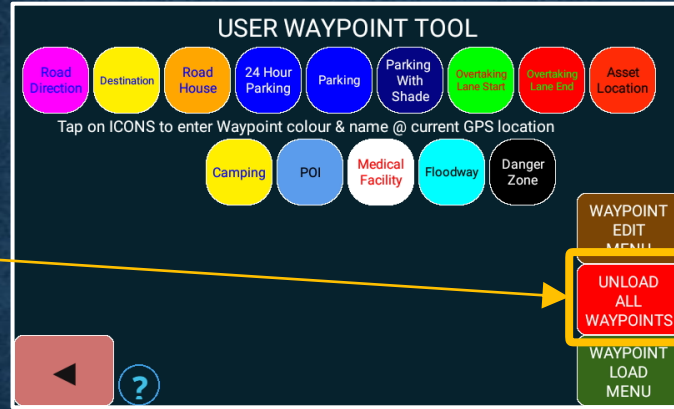 USER WAYPOINT TOOL
Road
Direction
Destination
Road
House
24 Hour
Parking
Parking
Parking
With
Shade
Overtaking
Lane Start
Overtaking
Lane End
Asset
Location
Tap on ICONS to enter Waypoint colour & name @ current GPS location
Camping
POI
Medical
Facility
Floodway
Danger
Zone
WAYPOINT
EDIT
MENU
UNLOAD
ALL
WAYPOINTS
WAYPOINT
LOAD
MENU
?